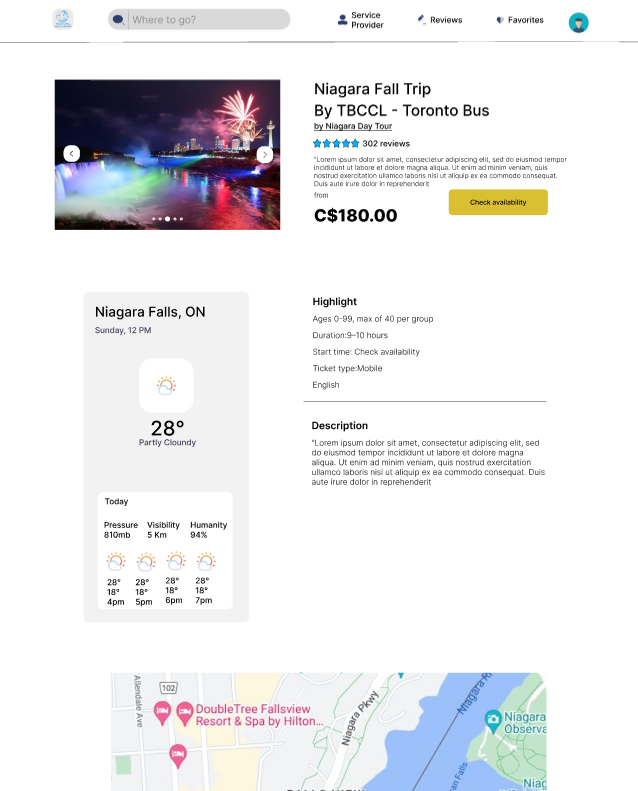 Where to go?
Service
Provider
Reviews
Favorites
Niagara Fall Trip
By TBCCL - Toronto Bus
by Niagara Day Tour
302 reviews
"Lorem ipsum dolor sit amet, consectetur adipiscing elit, sed do eiusmod tempor
incididunt ut labore et dolore magna aliqua. Ut enim ad minim veniam, quis
nostrud exercitation ullamco laboris nisi ut aliquip ex ea commodo consequat.
Duis aute irure dolor in reprehenderit
from
C$180.00
Check availability
Niagara Falls, ON
Sunday, 12 PM
28°
Partly Cloundy
Today
Pressure Visibility Humanity
810mb 5 Km 94%
28° 28° 28° 28°
18° 18° 18° 18°
4pm 5pm 6pm 7pm
Highlight
Ages 0-99, max of 40 per group
Duration:9–10 hours
Start time: Check availability
Ticket type:Mobile
English
Description
"Lorem ipsum dolor sit amet, consectetur adipiscing elit, sed
do eiusmod tempor incididunt ut labore et dolore magna
aliqua. Ut enim ad minim veniam, quis nostrud exercitation
ullamco laboris nisi ut aliquip ex ea commodo consequat. Duis
aute irure dolor in reprehenderit
Allendale Ave
102
DoubleTree Fallsview
Resort & Spa by Hilton...
Niagara Pkwy
Niagara Ri
Niagara
Observa
Niag
an Falls